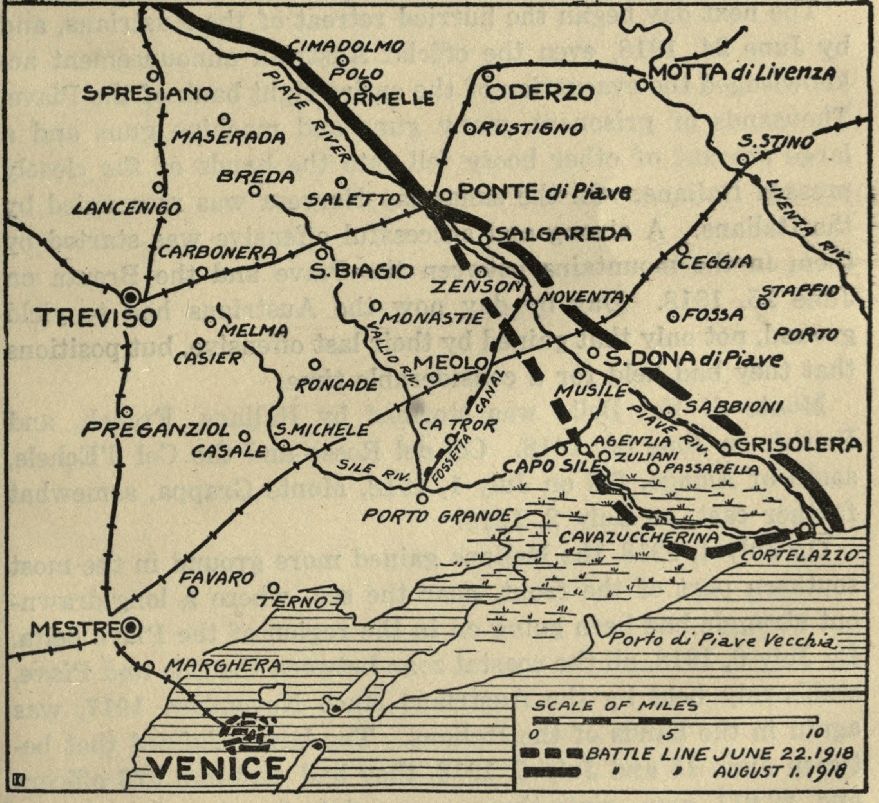 CIMADOLMO
POLO
ORMELLE
MOTTA di Livenza
SPRESIANO
PIAVE RIVER
ODERZO
MASERADA
RUSTIGNO
S. STINO
BREDA
SALETTO
PONTE di Piave
LIVENTA RIV.
LANCENIGO
SALGAREDA
CARBONERA
S. BIAGIO
CEGGIA
ZENSON
NOVENTA
STAFFIO
TREVISO
MONASTIE
FOSSA
MELMA
VALLIO RIV.
PORTO
CASIER
MEOLO
S. DONA di Piave
RONCADE
CANAL
MUSILE
SABBIONI
PREGANZIOL
CA TROR
PIAVE RIV.
CASALE
S. MICHELE
FOSSETTA
AGENZIA
GRISOLERA
ZULIANI
SILE RIV.
CAPO SILE
PASSARELLA
PORTO GRANDE
CAVAZUCCHERINA
CORTELAZZO
FAVARO
TERNO
MESTRE
Porto di Piave Vecchia
MARGHERA
VENICE
SCALE OF MILES
0 5 10
BATTLE LINE JUNE 22.1918
" " AUGUST 1.1918